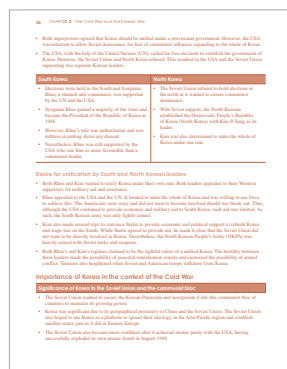 66 CHAPTER 3 The Cold War and the Korean War
• Both superpowers agreed that Korea should be unified under a provisional government. However, the USA
was reluctant to allow Soviet dominance, for fear of communist influence expanding to the whole of Korea.
• The USA, with the help of the United Nations (UN), called for free elections to establish the government of
Korea. However, the Soviet Union and North Korea refused. This resulted in the USA and the Soviet Union
supporting two separate Korean leaders.
South Korea
• Elections were held in the South and Syngman
Rhee, a staunch anti-communist, was supported
by the UN and the USA.
• Syngman Rhee gained a majority of the votes and
became the President of the Republic of Korea in
1948.
• However, Rhee's rule was authoritarian and was
ruthless in putting down any dissent.
• Nevertheless, Rhee was still supported by the
USA who saw him as more favourable than a
communist leader.
North Korea
• The Soviet Union refused to hold elections in
the north as it wanted to ensure communist
dominance.
• With Soviet support, the North Koreans
established the Democratic People's Republic
of Korea (North Korea) with Kim Il Sung as its
leader.
• Kim was also determined to unite the whole of
Korea under one rule.
Desire for unification by South and North Korean leaders
• Both Rhee and Kim wanted to unify Korea under their own rule. Both leaders appealed to their Western
supporters for military and aid assistance.
• Rhee appealed to the USA and the UN. It wanted to unite the whole of Korea and was willing to use force
to achieve this. The Americans were wary and did not want to become involved should war break out. Thus,
although the USA continued to provide economic and military aid to South Korea, such aid was limited. As
such, the South Korean army was only lightly armed.
• Kim also made several trips to convince Stalin to provide economic and political support to rebuild Korea
and wage war on the South. While Stalin agreed to provide aid, he made it clear that the Soviet Union did
not want to be directly involved in Korea. Nevertheless, the North Korean People's Army (NKPA) was
heavily armed with Soviet tanks and weapons.
• Both Rhee's and Kim's regimes claimed to be the rightful rulers of a unified Korea. The hostility between
these leaders made the possibility of peaceful reunification remote and increased the possibility of armed
conflict. Tensions also heightened when Soviet and American troops withdrew from Korea.
Importance of Korea in the context of the Cold War
Significance of Korea to the Soviet Union and the communist bloc
• The Soviet Union wanted to secure the Korean Peninsula and incorporate it into the communist bloc of
countries to maintain its growing power.
• Korea was significant due to its geographical proximity to China and the Soviet Union. The Soviet Union
also hoped to use Korea as a platform to spread their ideology in the Asia-Pacific region and establish
satellite states, just as it did in Eastern Europe.
• The Soviet Union also became more confident after it achieved atomic parity with the USA, having
successfully exploded its own atomic bomb in August 1949.